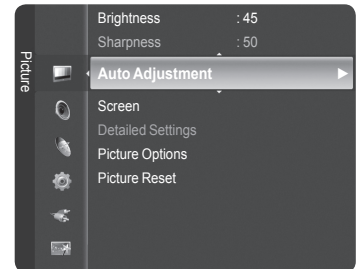 Picture
Brightness : 45
Sharpness : 50
Auto Adjustment
Screen
Detailed Settings
Picture Options
Picture Reset